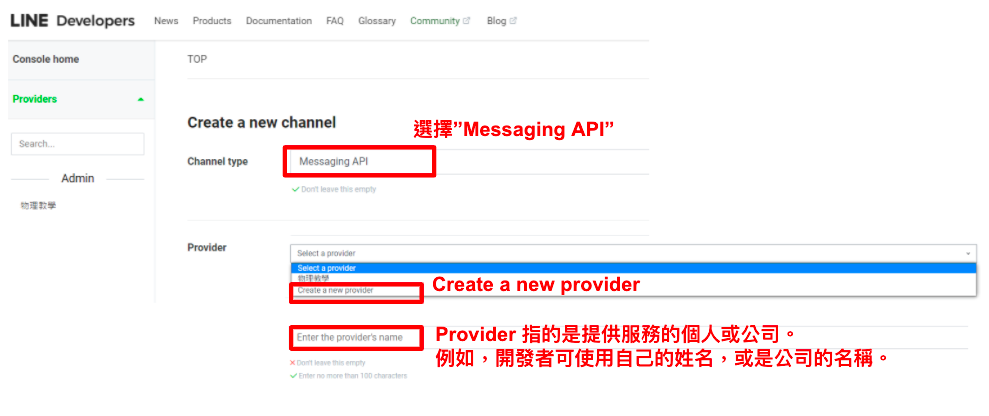 LINE Developers News Products Documentation FAQ Glossary Community Blog
Console home
TOP
Providers
Create a new channel
選擇”Messaging API”
Search...
Channel type
Messaging API
Admin
Don't leave this empty
物理教學
Provider
Select a provider
Select a provider
物理教學
Create a new provider
Create a new provider
Enter the provider's name
Provider 指的是提供服務的個人或公司。
例如，開發者可使用自己的姓名，或是公司的名稱。
Don't leave this empty
Enter no more than 100 characters